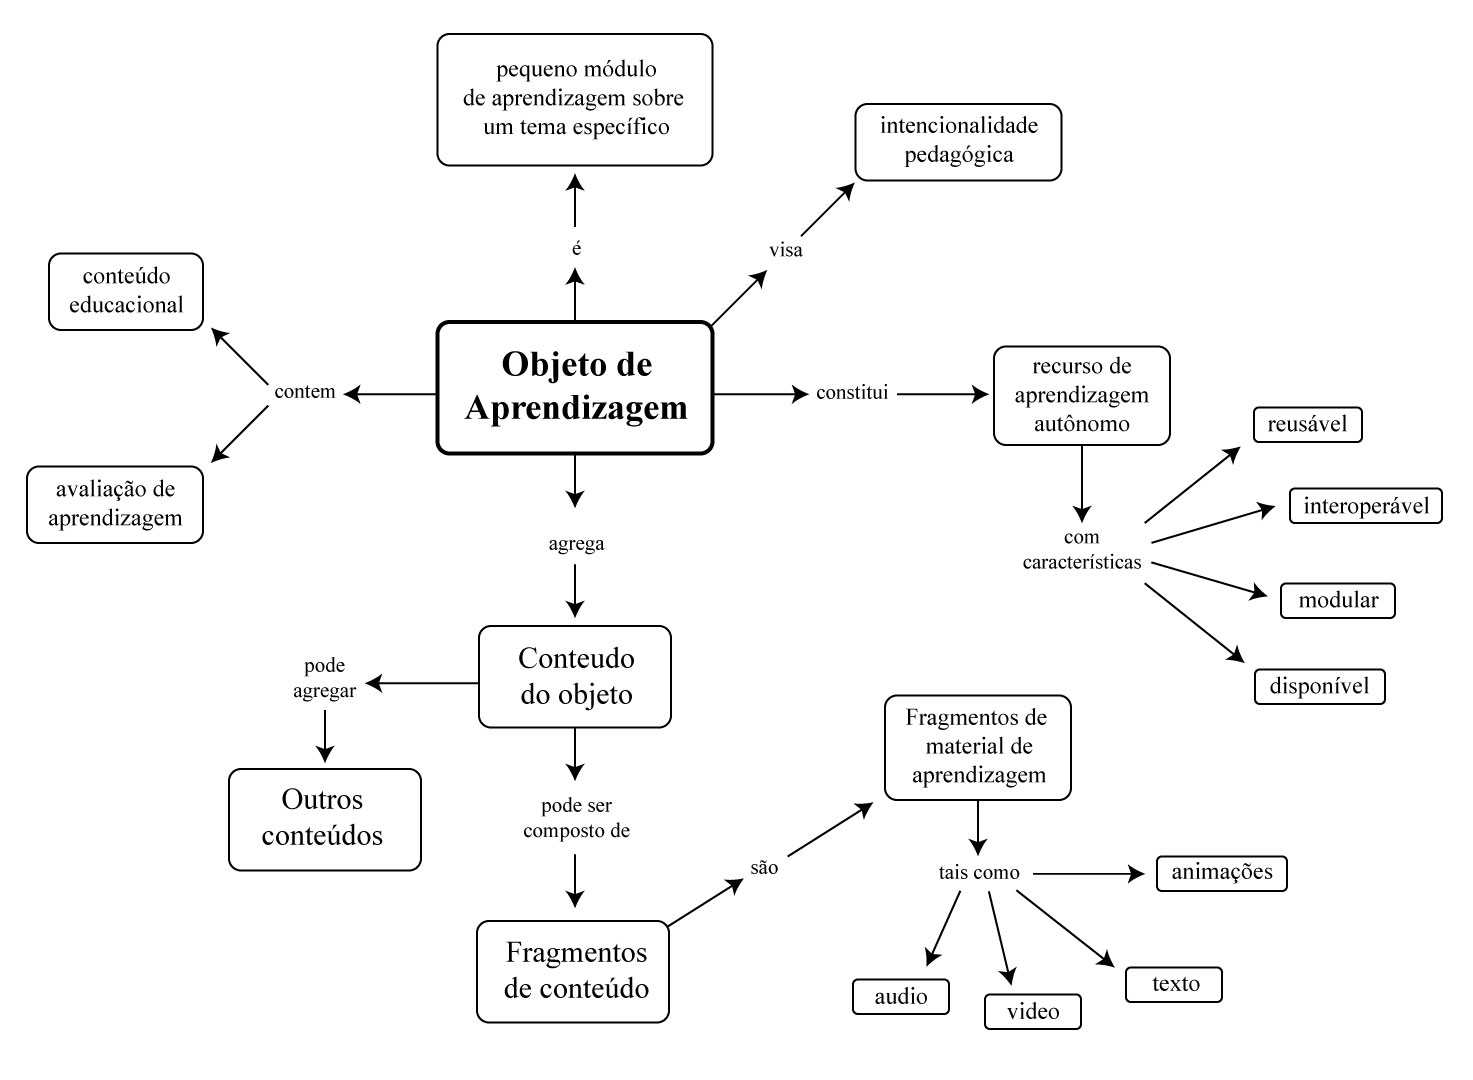 pequeno módulo
de aprendizagem sobre
um tema específico
intencionalidade
pedagógica
é
visa
conteúdo
educacional
contem
avaliação de
aprendizagem
Objeto de
Aprendizagem
constitui
recurso de
aprendizagem
autônomo
com
características
reusável
interoperável
modular
disponível
agrega
Conteudo
do objeto
pode
agregar
Outros
conteúdos
pode ser
composto de
Fragmentos
de conteúdo
são
Fragmentos de
material de
aprendizagem
tais como
animações
texto
video
audio